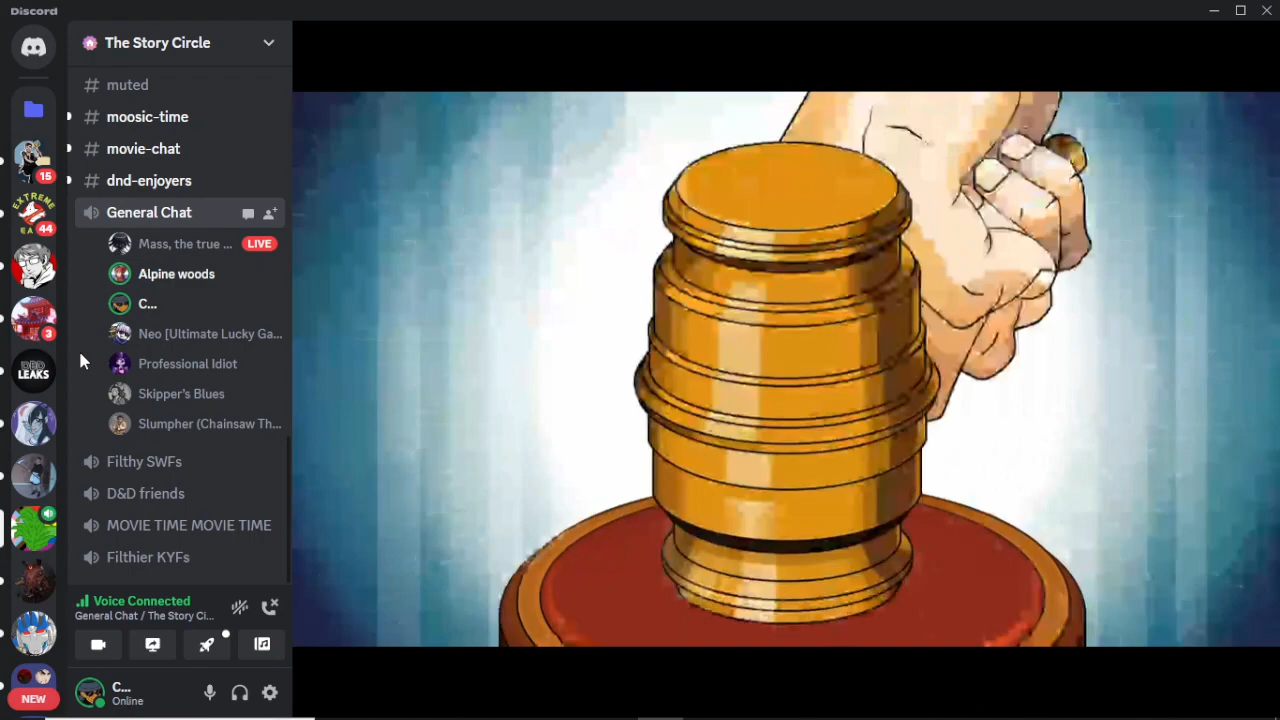 Discord
The Story Circle
muted
moosic-time
movie-chat
dnd-enjoyers
General Chat
Mass, the true ... LIVE
Alpine woods
C...
Neo [Ultimate Lucky Ga...
Professional Idiot
Skipper's Blues
Slumpher (Chainsaw Th...
Filthy SWFs
D&D friends
MOVIE TIME MOVIE TIME
Filthier KYFs
Voice Connected
General Chat / The Story Ci...
C...
Online
15
EXTREME
44
3
DBD
LEAKS
NEW